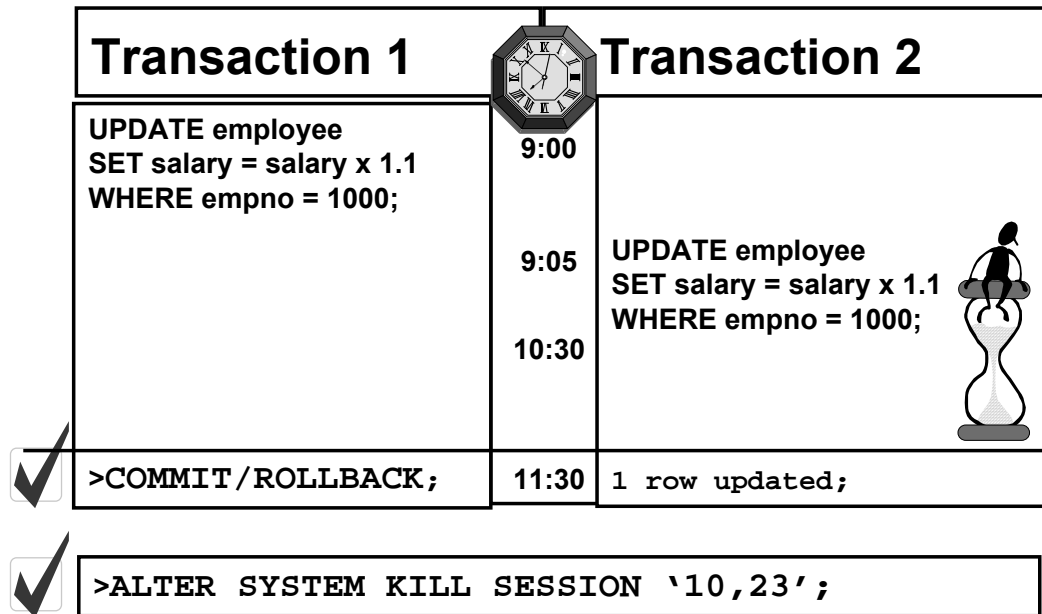 Transaction 1
Transaction 2
UPDATE employee
SET salary = salary x 1.1
WHERE empno = 1000;
9:00
9:05
UPDATE employee
SET salary = salary x 1.1
WHERE empno = 1000;
10:30
>COMMIT/ROLLBACK;
11:30
1 row updated;
>ALTER SYSTEM KILL SESSION ‘10,23’;